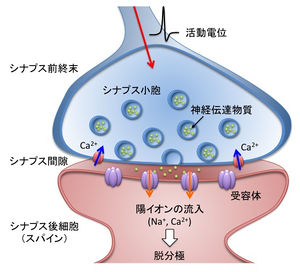 活動電位
シナプス前終末
シナプス小胞
神経伝達物質
Ca²⁺
Ca²⁺
シナプス間隙
受容体
陽イオンの流入
(Na⁺, Ca²⁺)
シナプス後細胞
（スパイン）
脱分極